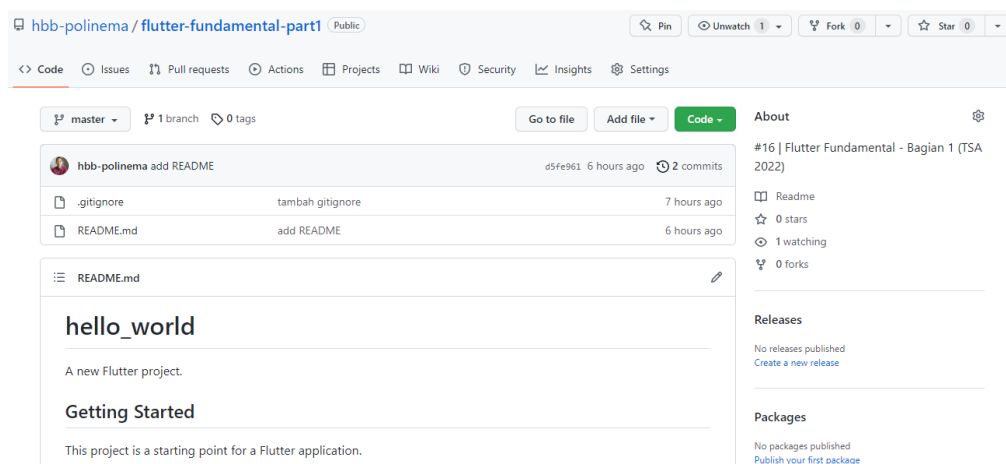 hbb-polinema / flutter-fundamental-part1 Public
Pin Unwatch 1 Fork 0 Star 0
<> Code Issues Pull requests Actions Projects Wiki Security Insights Settings
master 1 branch 0 tags Go to file Add file Code
hbb-polinema add README d5fe961 6 hours ago 2 commits
.gitignore tambah gitignore 7 hours ago
README.md add README 6 hours ago
README.md
hello_world
A new Flutter project.
Getting Started
This project is a starting point for a Flutter application.
About
#16 | Flutter Fundamental - Bagian 1 (TSA
2022)
Readme
0 stars
1 watching
0 forks
Releases
No releases published
Create a new release
Packages
No packages published
Publish your first package